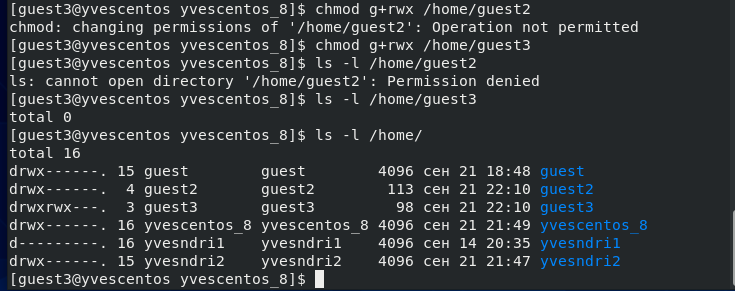 [guest3@yvescentos yvescentos_8]$ chmod g+rwx /home/guest2
chmod: changing permissions of '/home/guest2': Operation not permitted
[guest3@yvescentos yvescentos_8]$ chmod g+rwx /home/guest3
[guest3@yvescentos yvescentos_8]$ ls -l /home/guest2
ls: cannot open directory '/home/guest2': Permission denied
[guest3@yvescentos yvescentos_8]$ ls -l /home/guest3
total 0
[guest3@yvescentos yvescentos_8]$ ls -l /home/
total 16
drwx------. 15 guest        guest        4096 сен 21 18:48 guest
drwx------.  4 guest2       guest2        113 сен 21 22:10 guest2
drwxrwx---.  3 guest3       guest3         98 сен 21 22:10 guest3
drwx------. 16 yvescentos_8 yvescentos_8 4096 сен 21 21:49 yvescentos_8
d---------. 16 yvesndri1    yvesndri1    4096 сен 14 20:35 yvesndri1
drwx------. 15 yvesndri2    yvesndri2    4096 сен 21 21:47 yvesndri2
[guest3@yvescentos yvescentos_8]$